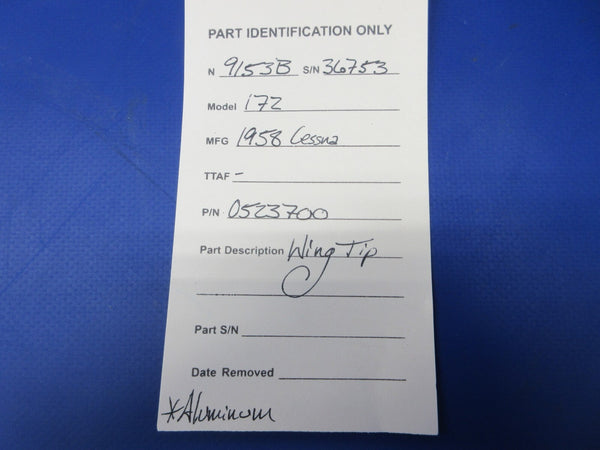 PART IDENTIFICATION ONLY
N 9153B S/N 36753
Model 172
MFG 1958 Cessna
TTAF -
P/N 0523700
Part Description Wing Tip
Part S/N
Date Removed
*Aluminum